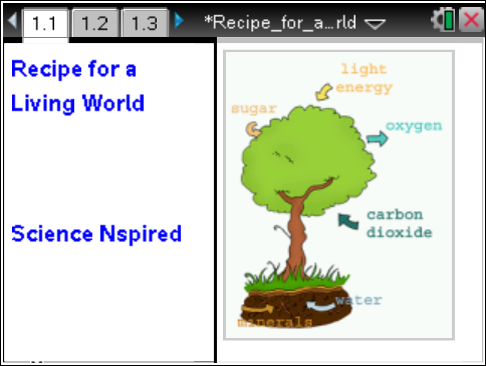 1.1 1.2 1.3 *Recipe_for_a...rld
Recipe for a
Living World
Science Nspired
light
energy
sugar
oxygen
carbon
dioxide
water
minerals